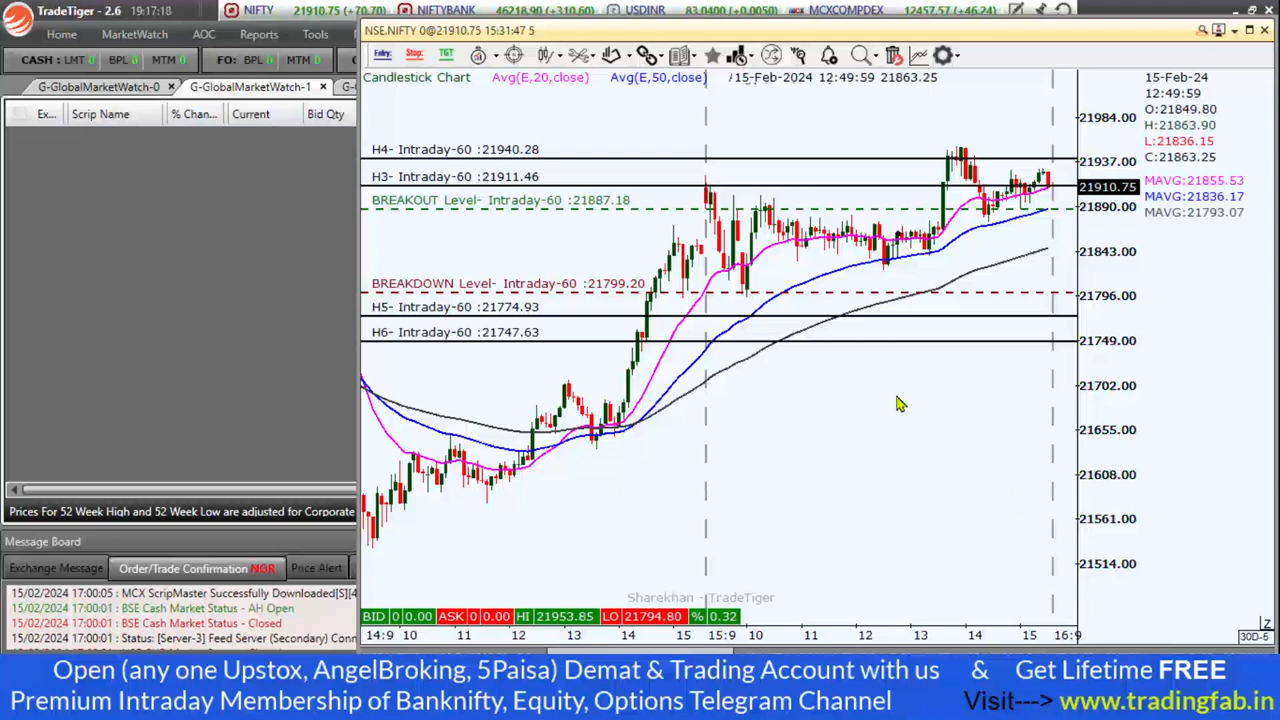 TradeTiger - 2.6 19:17:18 NIFTY 21910.75 (+70.70) NIFTYBANK 46218.90 (+310.60) USDINR 83.0400 (+0.0050) MCXCOMPDEX 12457.57 (+46.24)
Home MarketWatch AOC Reports Tools
NSE.NIFTY 0@21910.75 15:31:47 5
CASH : LMT 0 BPL 0 MTM 0 FO: BPL 0 MTM 0
Entry: Stop: TGT
G-GlobalMarketWatch-0 G-GlobalMarketWatch-1
Candlestick Chart Avg(E,20,close) Avg(E,50,close) 15-Feb-2024 12:49:59 21863.25
Ex... Scrip Name % Chan... Current Bid Qty
15-Feb-24
12:49:59
O:21849.80
H:21863.90
L:21836.15
C:21863.25
MAVG:21855.53
MAVG:21836.17
MAVG:21793.07
H4- Intraday-60 :21940.28
H3- Intraday-60 :21911.46
BREAKOUT Level- Intraday-60 :21887.18
BREAKDOWN Level- Intraday-60 :21799.20
H5- Intraday-60 :21774.93
H6- Intraday-60 :21747.63
21984.00
21937.00
21910.75
21890.00
21843.00
21796.00
21749.00
21702.00
21655.00
21608.00
21561.00
21514.00
Sharekhan - TradeTiger
BID 0 0.00 ASK 0 0.00 HI 21953.85 LO 21794.80 % 0.32
14:9 10 11 12 13 14 15 15:9 10 11 12 13 14 15 16:9
Z
30D-5
Prices For 52 Week High and 52 Week Low are adjusted for Corporate
Message Board
Exchange Message Order/Trade Confirmation NOR Price Alert
15/02/2024 17:00:05 : MCX ScripMaster Successfully Downloaded[S][4
15/02/2024 17:00:01 : BSE Cash Market Status - AH Open
15/02/2024 17:00:01 : BSE Cash Market Status - Closed
15/02/2024 17:00:01 : Status: [Server-3] Feed Server (Secondary) Conn
Open (any one Upstox, AngelBroking, 5Paisa) Demat & Trading Account with us & Get Lifetime FREE
Premium Intraday Membership of Banknifty, Equity, Options Telegram Channel Visit---> www.tradingfab.in